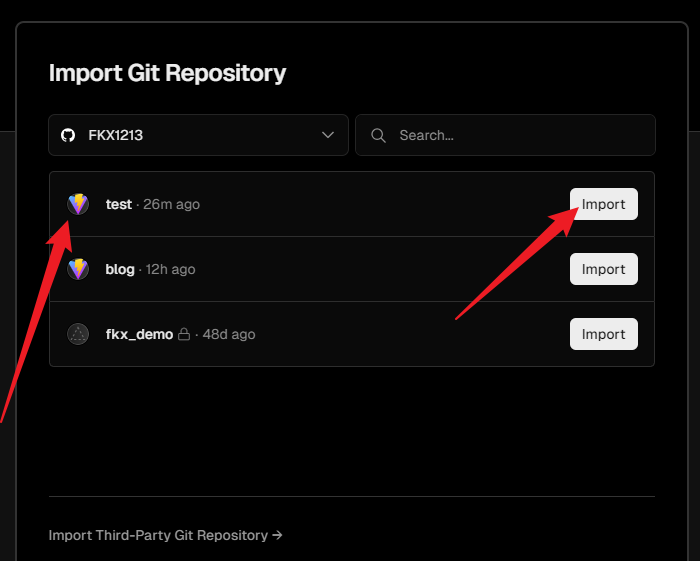 Import Git Repository
FKX1213
Search...
test · 26m ago
Import
blog · 12h ago
Import
fkx_demo · 48d ago
Import
Import Third-Party Git Repository →